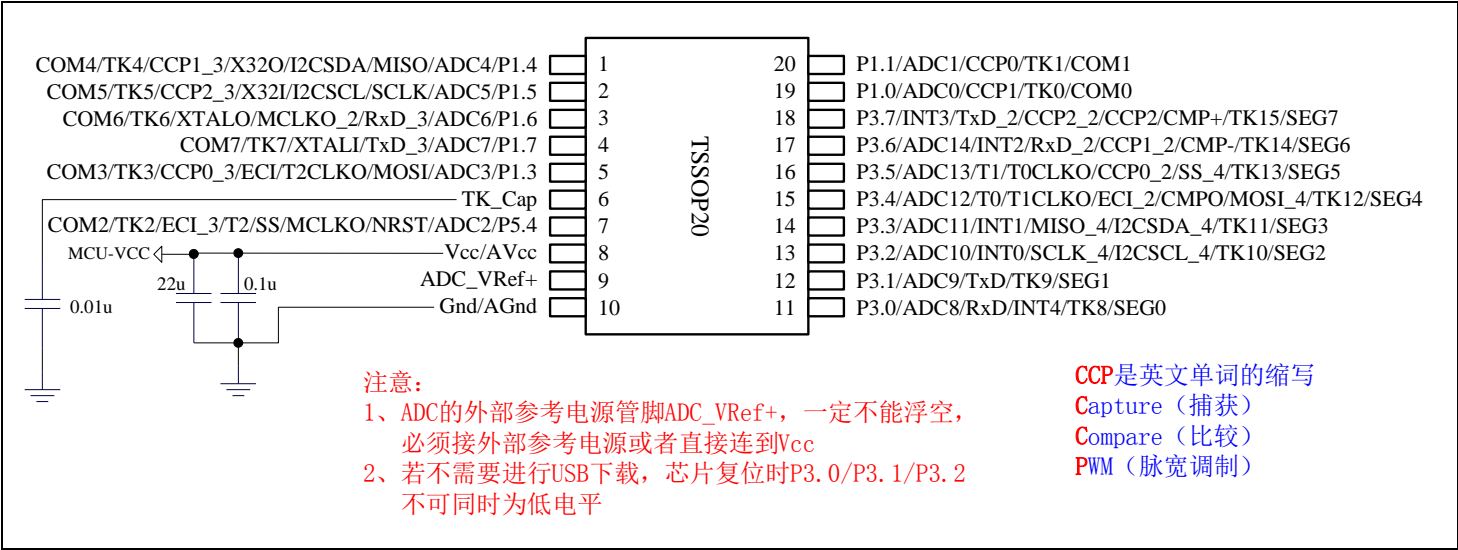 COM4/TK4/CCP1_3/X32O/I2CSDA/MISO/ADC4/P1.4 1
COM5/TK5/CCP2_3/X32I/I2CSCL/SCLK/ADC5/P1.5 2
COM6/TK6/XTALO/MCLKO_2/RxD_3/ADC6/P1.6 3
COM7/TK7/XTALI/TxD_3/ADC7/P1.7 4
COM3/TK3/CCP0_3/ECI/T2CLKO/MOSI/ADC3/P1.3 5
TK_Cap 6
COM2/TK2/ECI_3/T2/SS/MCLKO/NRST/ADC2/P5.4 7
MCU-VCC Vcc/AVcc 8
ADC_VRef+ 9
Gnd/AGnd 10
22u 0.1u
0.01u
TSSOP20
20 P1.1/ADC1/CCP0/TK1/COM1
19 P1.0/ADC0/CCP1/TK0/COM0
18 P3.7/INT3/TxD_2/CCP2_2/CCP2/CMP+/TK15/SEG7
17 P3.6/ADC14/INT2/RxD_2/CCP1_2/CMP-/TK14/SEG6
16 P3.5/ADC13/T1/T0CLKO/CCP0_2/SS_4/TK13/SEG5
15 P3.4/ADC12/T0/T1CLKO/ECI_2/CMPO/MOSI_4/TK12/SEG4
14 P3.3/ADC11/INT1/MISO_4/I2CSDA_4/TK11/SEG3
13 P3.2/ADC10/INT0/SCLK_4/I2CSCL_4/TK10/SEG2
12 P3.1/ADC9/TxD/TK9/SEG1
11 P3.0/ADC8/RxD/INT4/TK8/SEG0
注意：
1、ADC的外部参考电源管脚ADC_VRef+，一定不能浮空，
必须接外部参考电源或者直接连到Vcc
2、若不需要进行USB下载，芯片复位时P3.0/P3.1/P3.2
不可同时为低电平
CCP是英文单词的缩写
Capture（捕获）
Compare（比较）
PWM（脉宽调制）